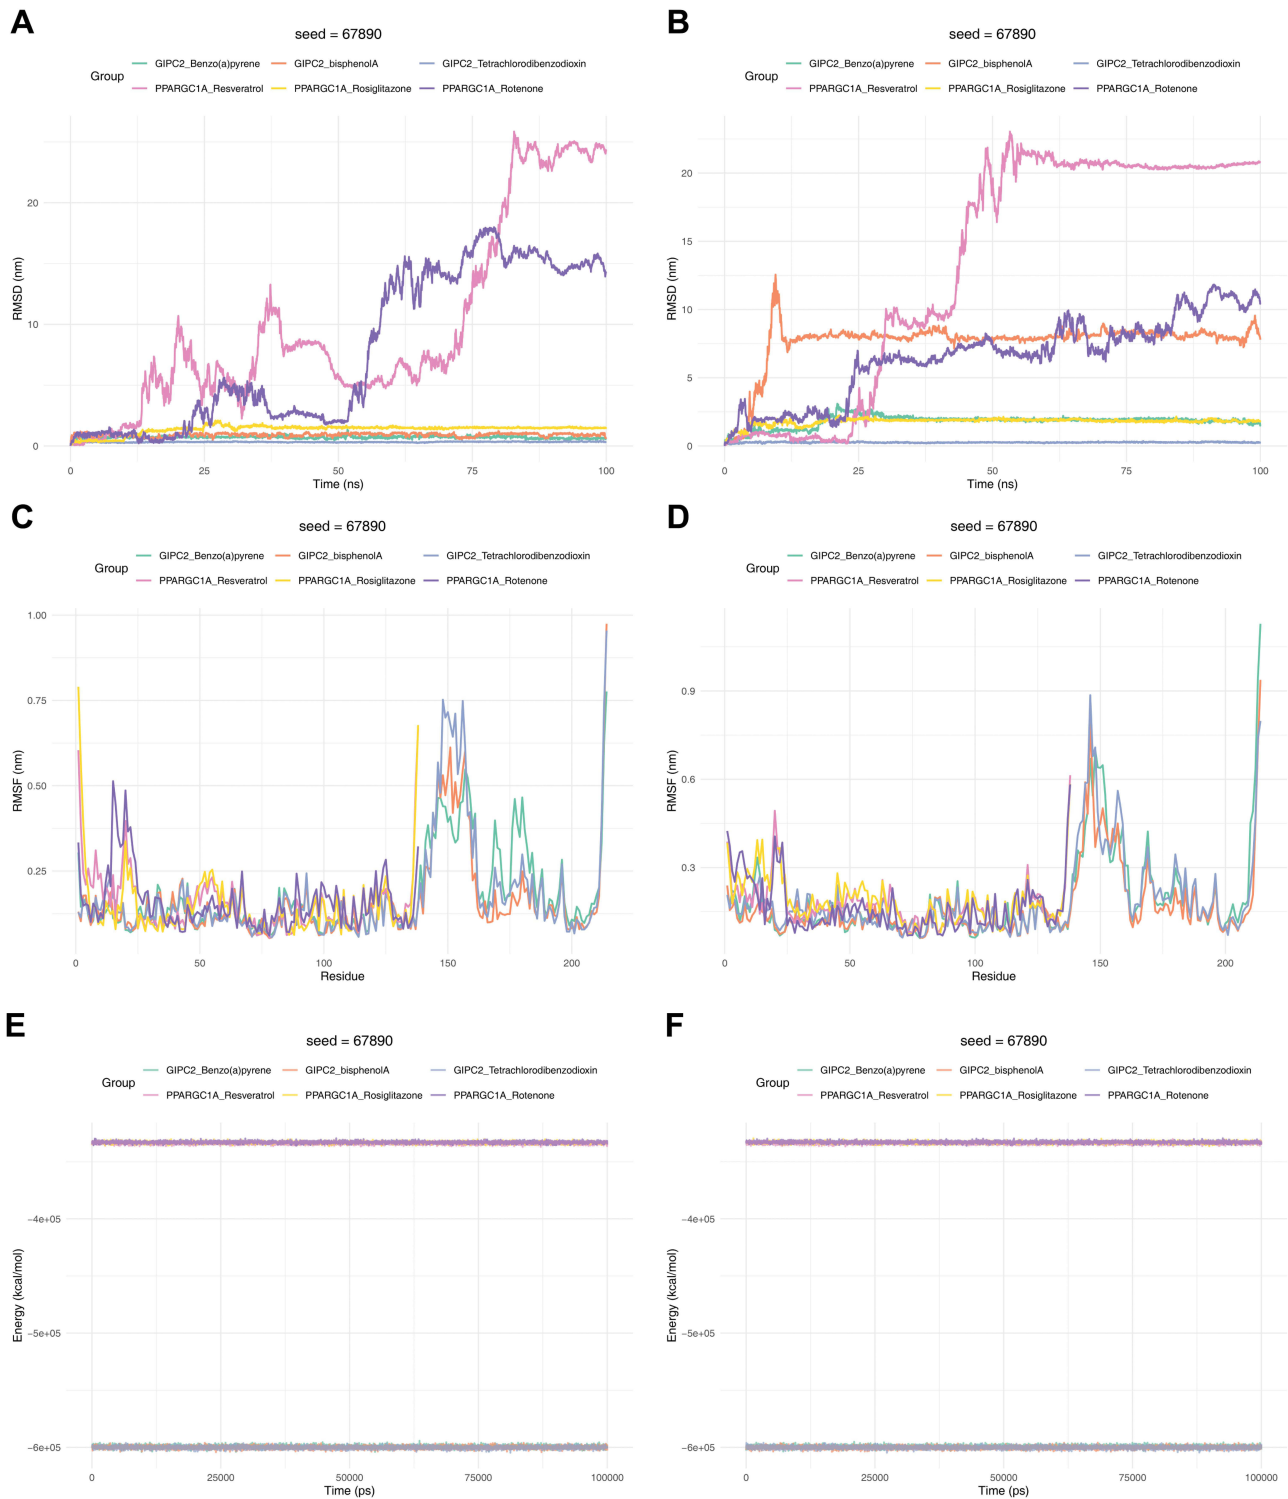 A
seed = 67890
Group
GIPC2_Benzo(a)pyrene
GIPC2_bisphenolA
GIPC2_Tetrachlorodibenzodioxin
PPARGC1A_Resveratrol
PPARGC1A_Rosiglitazone
PPARGC1A_Rotenone
RMSD (nm)
20
10
0
0
25
50
75
100
Time (ns)
B
seed = 67890
Group
GIPC2_Benzo(a)pyrene
GIPC2_bisphenolA
GIPC2_Tetrachlorodibenzodioxin
PPARGC1A_Resveratrol
PPARGC1A_Rosiglitazone
PPARGC1A_Rotenone
RMSD (nm)
20
15
10
5
0
0
25
50
75
100
Time (ns)
C
seed = 67890
Group
GIPC2_Benzo(a)pyrene
GIPC2_bisphenolA
GIPC2_Tetrachlorodibenzodioxin
PPARGC1A_Resveratrol
PPARGC1A_Rosiglitazone
PPARGC1A_Rotenone
RMSF (nm)
1.00
0.75
0.50
0.25
0
50
100
150
200
Residue
D
seed = 67890
Group
GIPC2_Benzo(a)pyrene
GIPC2_bisphenolA
GIPC2_Tetrachlorodibenzodioxin
PPARGC1A_Resveratrol
PPARGC1A_Rosiglitazone
PPARGC1A_Rotenone
RMSF (nm)
0.9
0.6
0.3
0
50
100
150
200
Residue
E
seed = 67890
Group
GIPC2_Benzo(a)pyrene
GIPC2_bisphenolA
GIPC2_Tetrachlorodibenzodioxin
PPARGC1A_Resveratrol
PPARGC1A_Rosiglitazone
PPARGC1A_Rotenone
Energy (kcal/mol)
−4e+05
−5e+05
−6e+05
0
25000
50000
75000
100000
Time (ps)
F
seed = 67890
Group
GIPC2_Benzo(a)pyrene
GIPC2_bisphenolA
GIPC2_Tetrachlorodibenzodioxin
PPARGC1A_Resveratrol
PPARGC1A_Rosiglitazone
PPARGC1A_Rotenone
Energy (kcal/mol)
−4e+05
−5e+05
−6e+05
0
25000
50000
75000
100000
Time (ps)